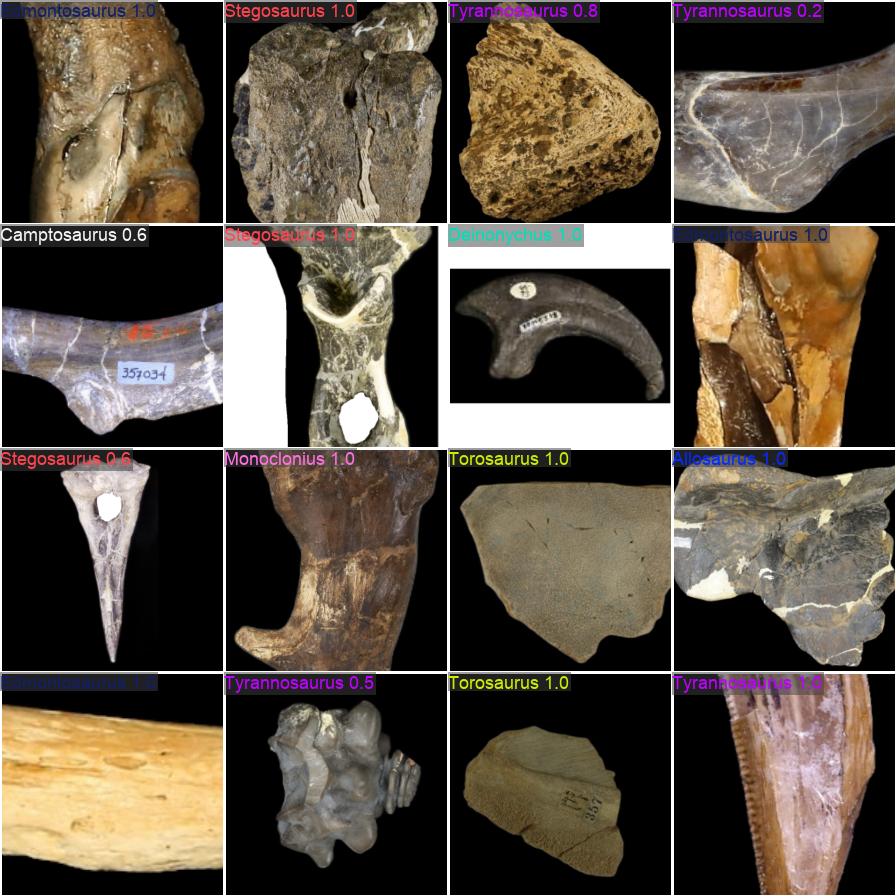 Edmontosaurus 1.0
Stegosaurus 1.0
Tyrannosaurus 0.8
Tyrannosaurus 0.2
Camptosaurus 0.6
Stegosaurus 1.0
Deinonychus 1.0
Edmontosaurus 1.0
357034
Stegosaurus 0.6
Monoclonius 1.0
Torosaurus 1.0
Allosaurus 1.0
Edmontosaurus 1.0
Tyrannosaurus 0.5
Torosaurus 1.0
Tyrannosaurus 1.0
357